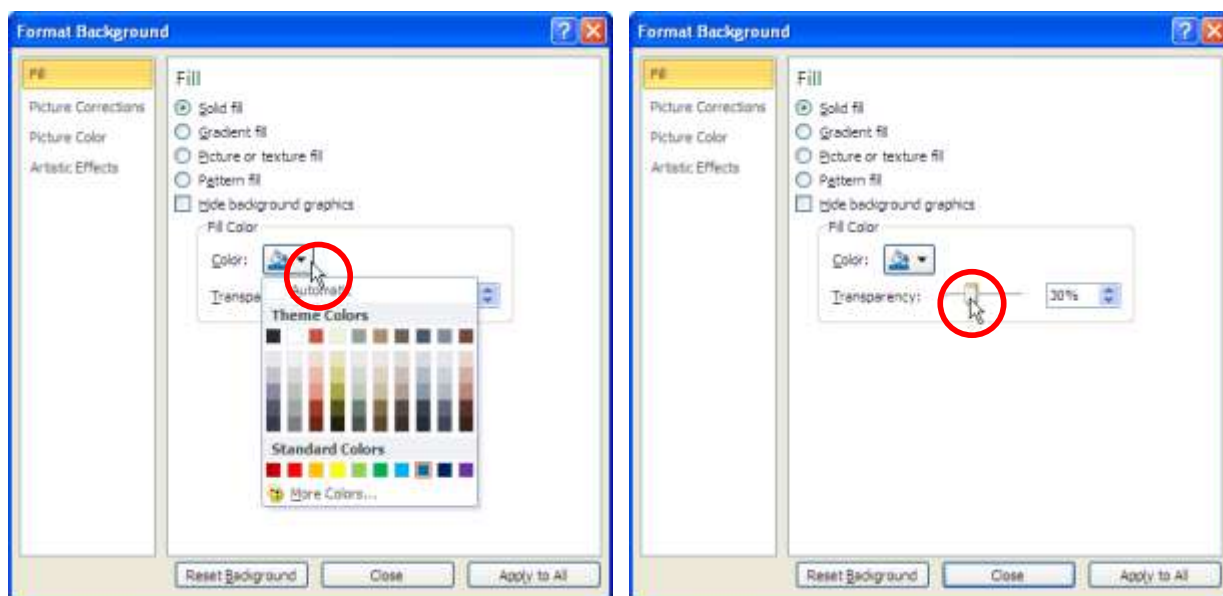 Format Background
Fill
Picture Corrections
Picture Color
Artistic Effects
Fill
Solid fill
Gradient fill
Picture or texture fill
Pattern fill
Hide background graphics
Fill Color
Color:
Automatic
Transpa
Theme Colors
Standard Colors
More Colors...
Reset Background
Close
Apply to All
Format Background
Fill
Picture Corrections
Picture Color
Artistic Effects
Fill
Solid fill
Gradient fill
Picture or texture fill
Pattern fill
Hide background graphics
Fill Color
Color:
Transparency: 30%
Reset Background
Close
Apply to All